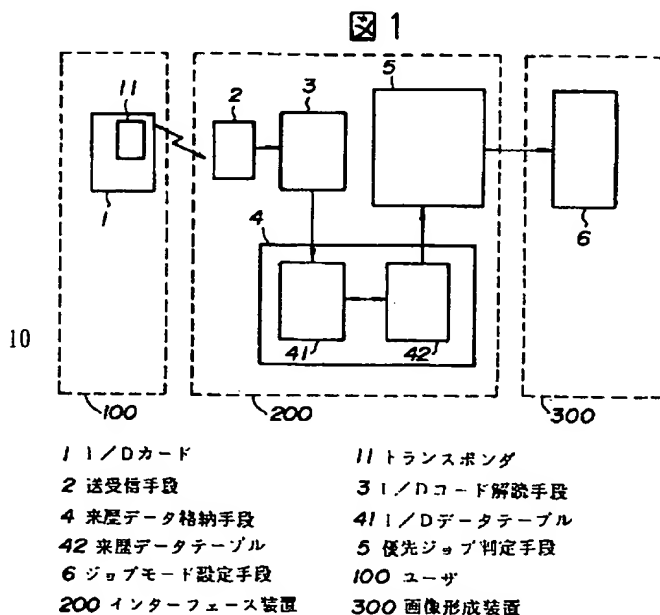 図1
11
1
2
3
5
6
4
41
42
10
100
200
300
1 I/Dカード 11 トランスポンダ
2 送受信手段 3 I/Dコード解読手段
4 来歴データ格納手段 41 I/Dデータテーブル
42 来歴データテーブル 5 優先ジョブ判定手段
6 ジョブモード設定手段 100 ユーザ
200 インターフェース装置 300 画像形成装置